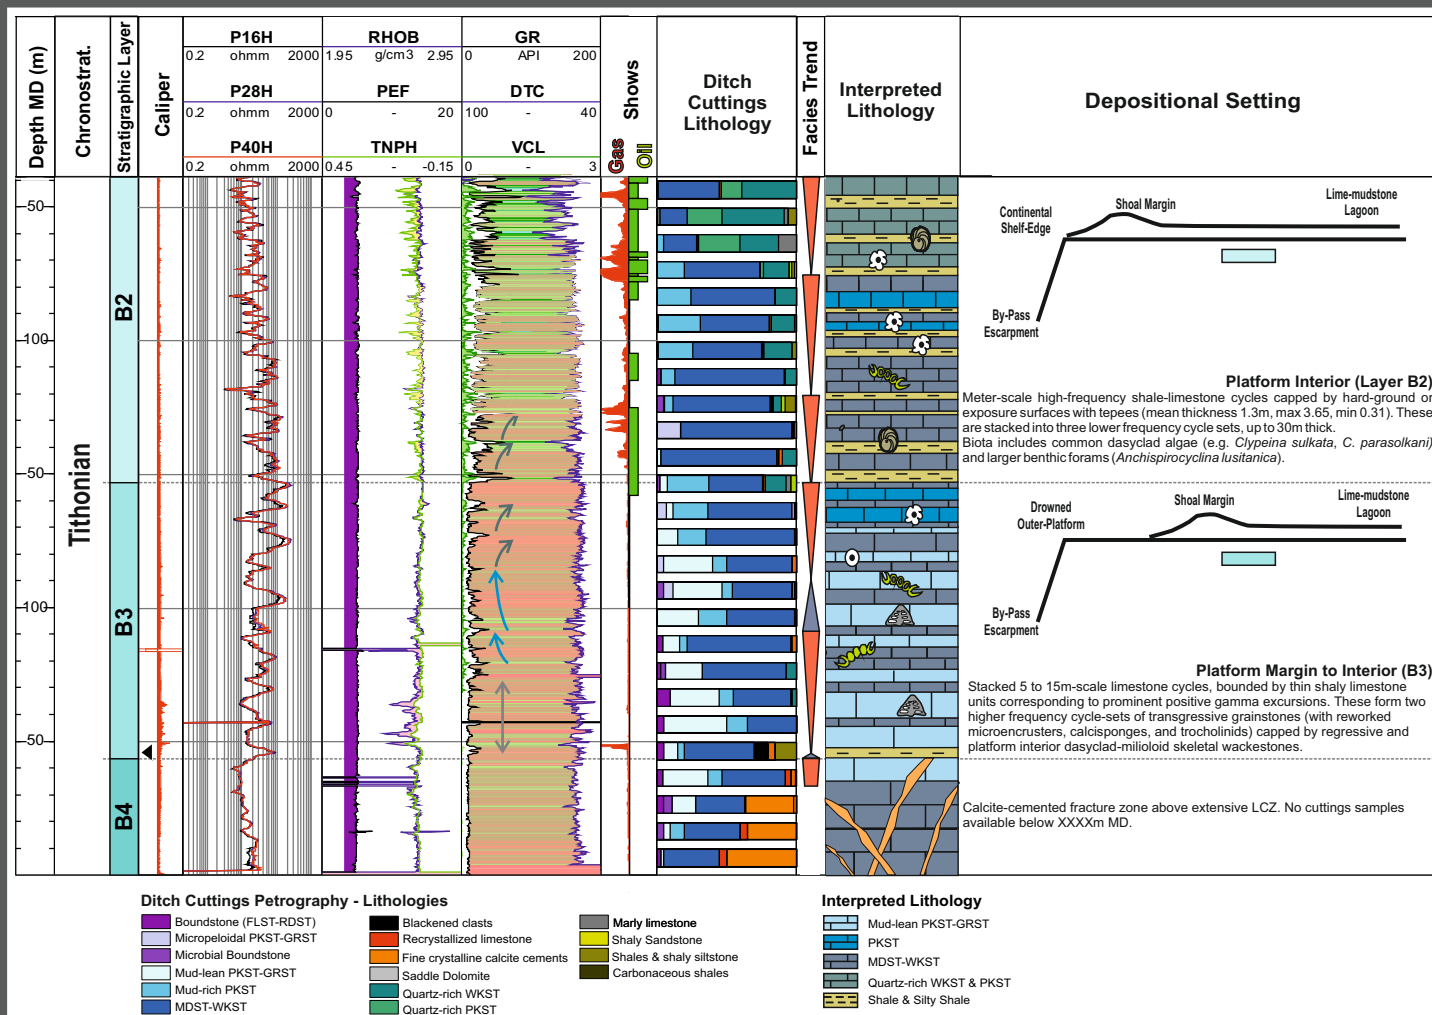 Depth MD (m)
Chronostrat.
Stratigraphic Layer
Caliper
P16H
0.2 ohmm 2000
P28H
0.2 ohmm 2000
P40H
0.2 ohmm 2000
RHOB
1.95 g/cm3 2.95
PEF
0 - 20
TNPH
0.45 - -0.15
GR
0 API 200
DTC
100 - 40
VCL
0 - 3
Shows
Gas
Oil
Ditch
Cuttings
Lithology
Facies Trend
Interpreted
Lithology
Depositional Setting
50
100
50
100
50
Tithonian
B2
B3
B4
Continental
Shelf-Edge
Shoal Margin
Lime-mudstone
Lagoon
By-Pass
Escarpment
Platform Interior (Layer B2)
Meter-scale high-frequency shale-limestone cycles capped by hard-ground or
exposure surfaces with tepees (mean thickness 1.3m, max 3.65, min 0.31). These
are stacked into three lower frequency cycle sets, up to 30m thick.
Biota includes common dasyclad algae (e.g. Clypeina sulkata, C. parasolkani)
and larger benthic forams (Anchispirocyclina lusitanica).
Drowned
Outer-Platform
Shoal Margin
Lime-mudstone
Lagoon
By-Pass
Escarpment
Platform Margin to Interior (B3)
Stacked 5 to 15m-scale limestone cycles, bounded by thin shaly limestone
units corresponding to prominent positive gamma excursions. These form two
higher frequency cycle-sets of transgressive grainstones (with reworked
microencrusters, calcisponges, and trocholinids) capped by regressive and
platform interior dasyclad-milioloid skeletal wackestones.
Calcite-cemented fracture zone above extensive LCZ. No cuttings samples
available below XXXXm MD.
Ditch Cuttings Petrography - Lithologies
Boundstone (FLST-RDST)
Micropeloidal PKST-GRST
Microbial Boundstone
Mud-lean PKST-GRST
Mud-rich PKST
MDST-WKST
Blackened clasts
Recrystallized limestone
Fine crystalline calcite cements
Saddle Dolomite
Quartz-rich WKST
Quartz-rich PKST
Marly limestone
Shaly Sandstone
Shales & shaly siltstone
Carbonaceous shales
Interpreted Lithology
Mud-lean PKST-GRST
PKST
MDST-WKST
Quartz-rich WKST & PKST
Shale & Silty Shale